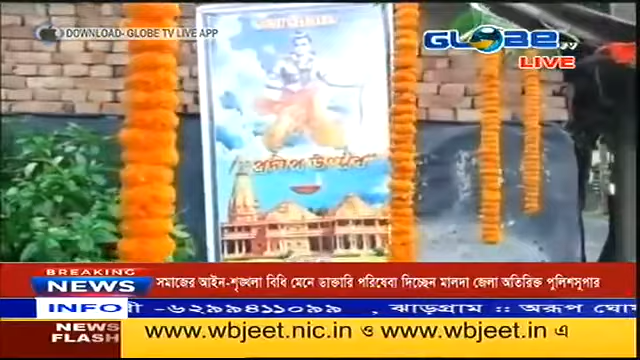 DOWNLOAD- GLOBE TV LIVE APP
GLOBE TV
LIVE
প্রদীপ উৎসব
BREAKING
NEWS
সমাজের আইন-শৃঙ্খলা বিধি মেনে ডাক্তারি পরিষেবা দিচ্ছেন মালদা জেলা অতিরিক্ত পুলিশসুপার
INFO
-৬২৯৯৪১১০৯৯ , ঝাড়গ্রাম :- অরূপ ঘোষ
NEWS
FLASH
www.wbjeet.nic.in ও www.wbjeet.in এ